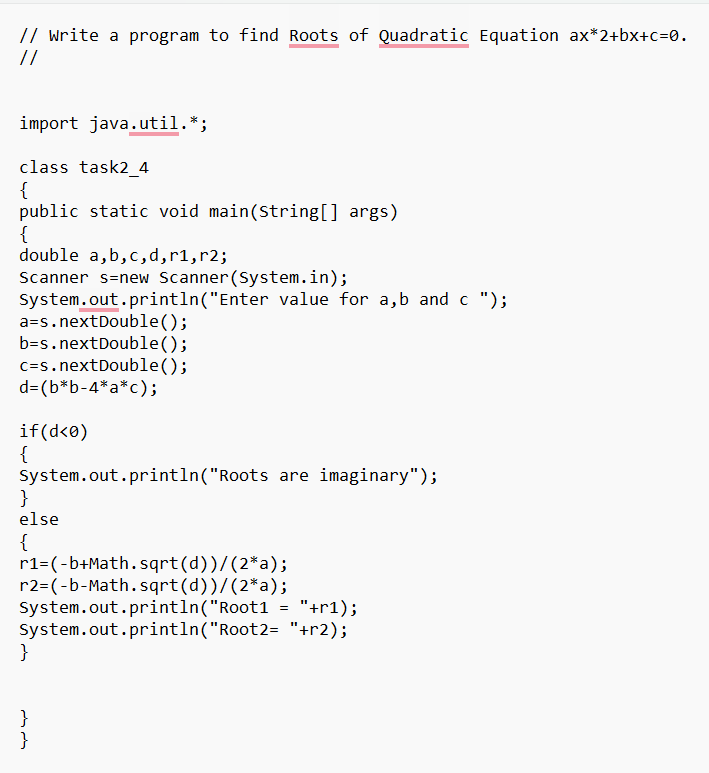 // Write a program to find Roots of Quadratic Equation ax*2+bx+c=0.
//
import java.util.*;
class task2_4
{
public static void main(String[] args)
{
double a,b,c,d,r1,r2;
Scanner s=new Scanner(System.in);
System.out.println("Enter value for a,b and c ");
a=s.nextDouble();
b=s.nextDouble();
c=s.nextDouble();
d=(b*b-4*a*c);
if(d<0)
{
System.out.println("Roots are imaginary");
}
else
{
r1=(-b+Math.sqrt(d))/(2*a);
r2=(-b-Math.sqrt(d))/(2*a);
System.out.println("Root1 = "+r1);
System.out.println("Root2= "+r2);
}
}
}